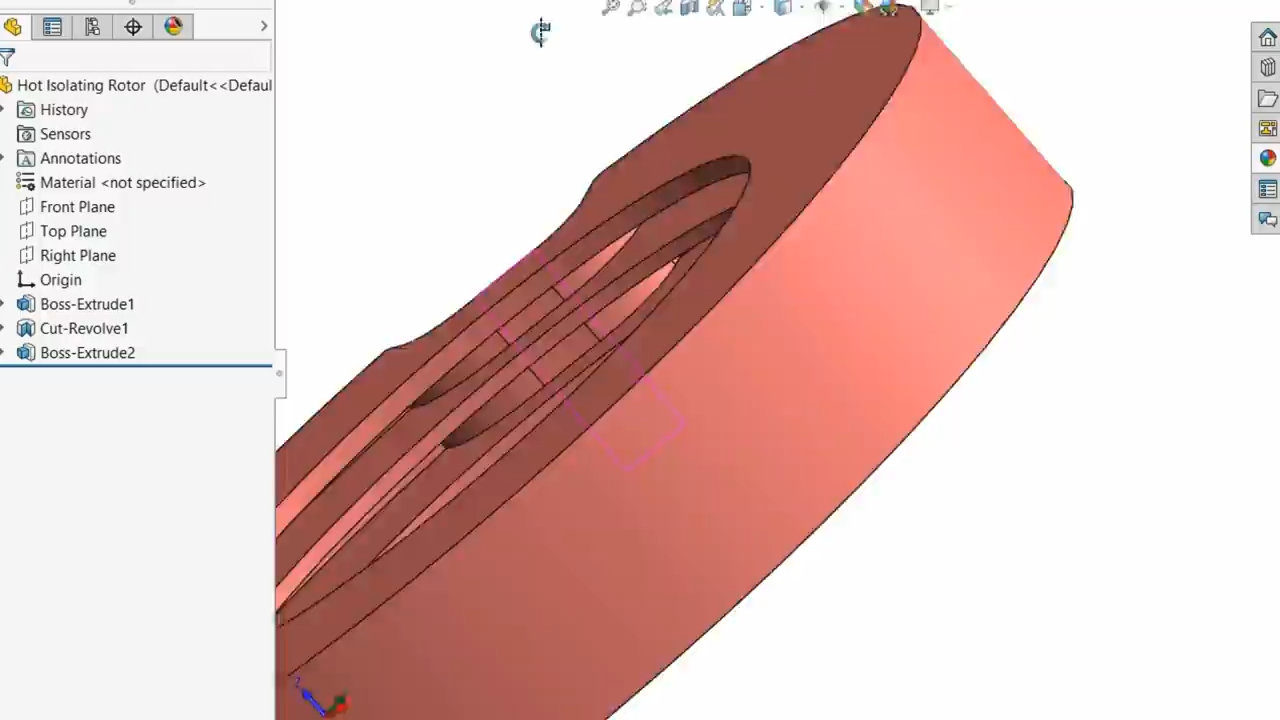 Hot Isolating Rotor (Default<<Defaul
History
Sensors
Annotations
Material <not specified>
Front Plane
Top Plane
Right Plane
Origin
Boss-Extrude1
Cut-Revolve1
Boss-Extrude2